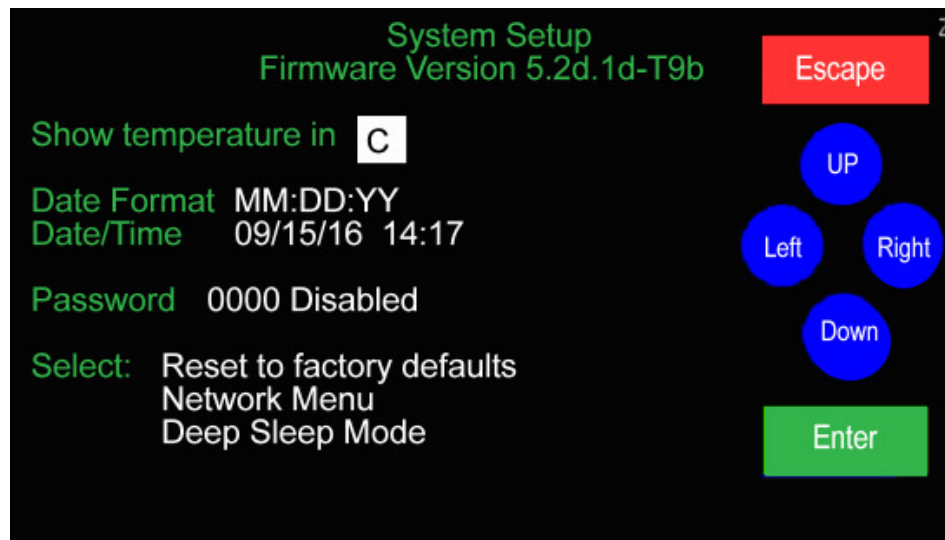 System Setup
Firmware Version 5.2d.1d-T9b
Escape
Show temperature in C
UP
Date Format MM:DD:YY
Date/Time 09/15/16 14:17
Left
Right
Password 0000 Disabled
Down
Select: Reset to factory defaults
Network Menu
Deep Sleep Mode
Enter